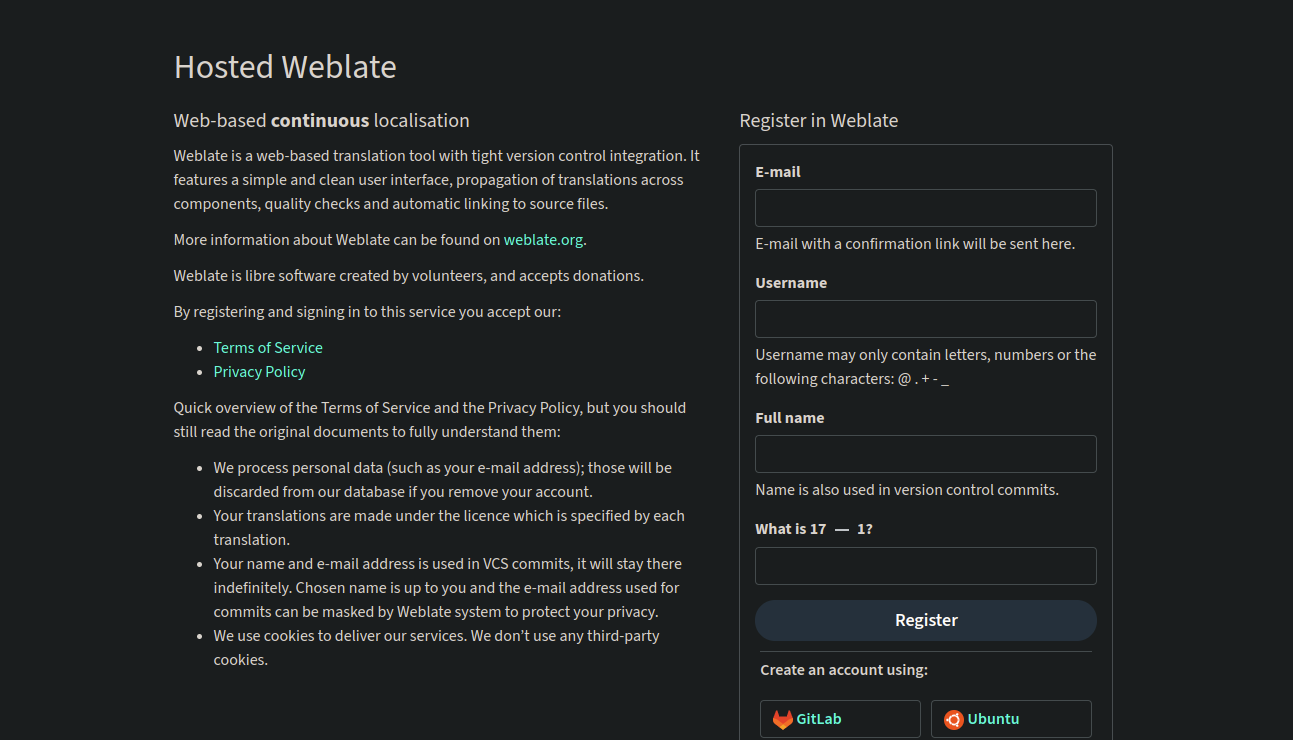 Hosted Weblate
Web-based continuous localisation
Weblate is a web-based translation tool with tight version control integration. It
features a simple and clean user interface, propagation of translations across
components, quality checks and automatic linking to source files.
More information about Weblate can be found on weblate.org.
Weblate is libre software created by volunteers, and accepts donations.
By registering and signing in to this service you accept our:
• Terms of Service
• Privacy Policy
Quick overview of the Terms of Service and the Privacy Policy, but you should
still read the original documents to fully understand them:
• We process personal data (such as your e-mail address); those will be
discarded from our database if you remove your account.
• Your translations are made under the licence which is specified by each
translation.
• Your name and e-mail address is used in VCS commits, it will stay there
indefinitely. Chosen name is up to you and the e-mail address used for
commits can be masked by Weblate system to protect your privacy.
• We use cookies to deliver our services. We don’t use any third-party
cookies.
Register in Weblate
E-mail
E-mail with a confirmation link will be sent here.
Username
Username may only contain letters, numbers or the
following characters: @ . + - _
Full name
Name is also used in version control commits.
What is 17 — 1?
Register
Create an account using:
GitLab
Ubuntu